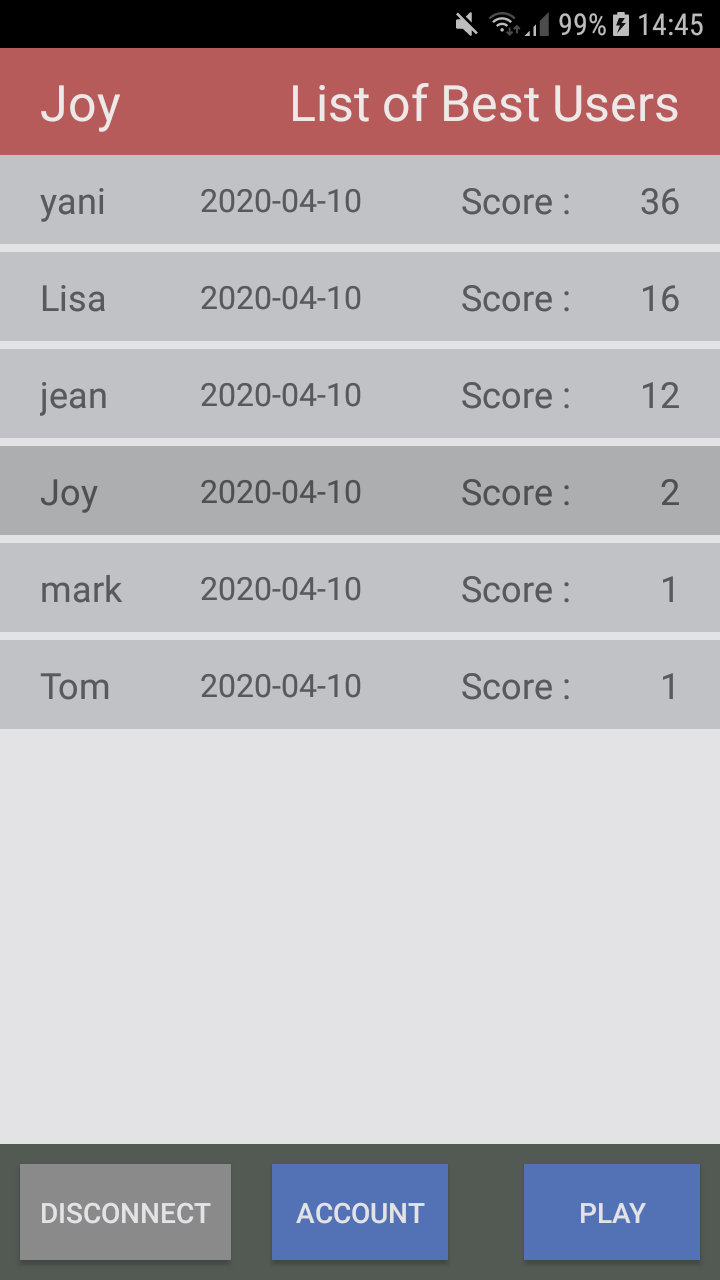 99% 14:45
Joy List of Best Users
yani 2020-04-10 Score : 36
Lisa 2020-04-10 Score : 16
jean 2020-04-10 Score : 12
Joy 2020-04-10 Score : 2
mark 2020-04-10 Score : 1
Tom 2020-04-10 Score : 1
DISCONNECT ACCOUNT PLAY